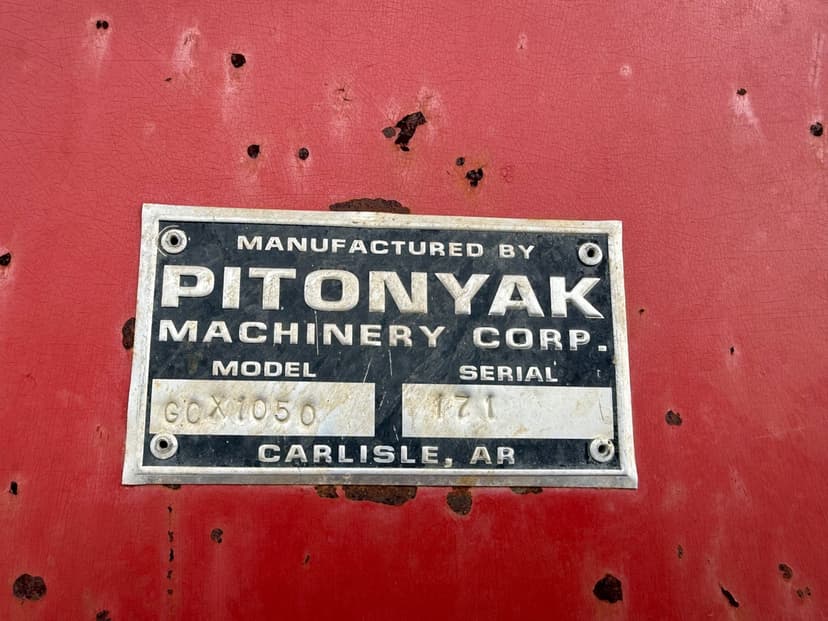 MANUFACTURED BY
PITONYAK
MACHINERY CORP.
MODEL SERIAL
GCX1050 171
CARLISLE, AR